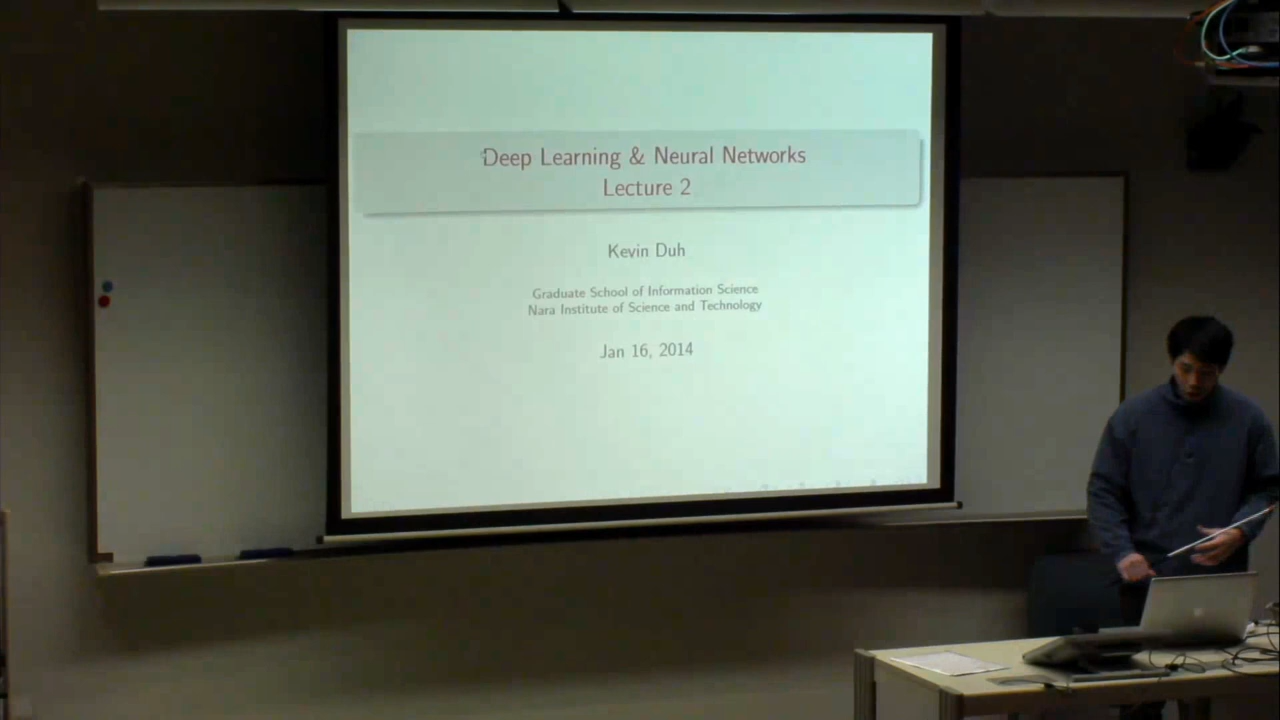 Deep Learning & Neural Networks
Lecture 2
Kevin Duh
Graduate School of Information Science
Nara Institute of Science and Technology
Jan 16, 2014